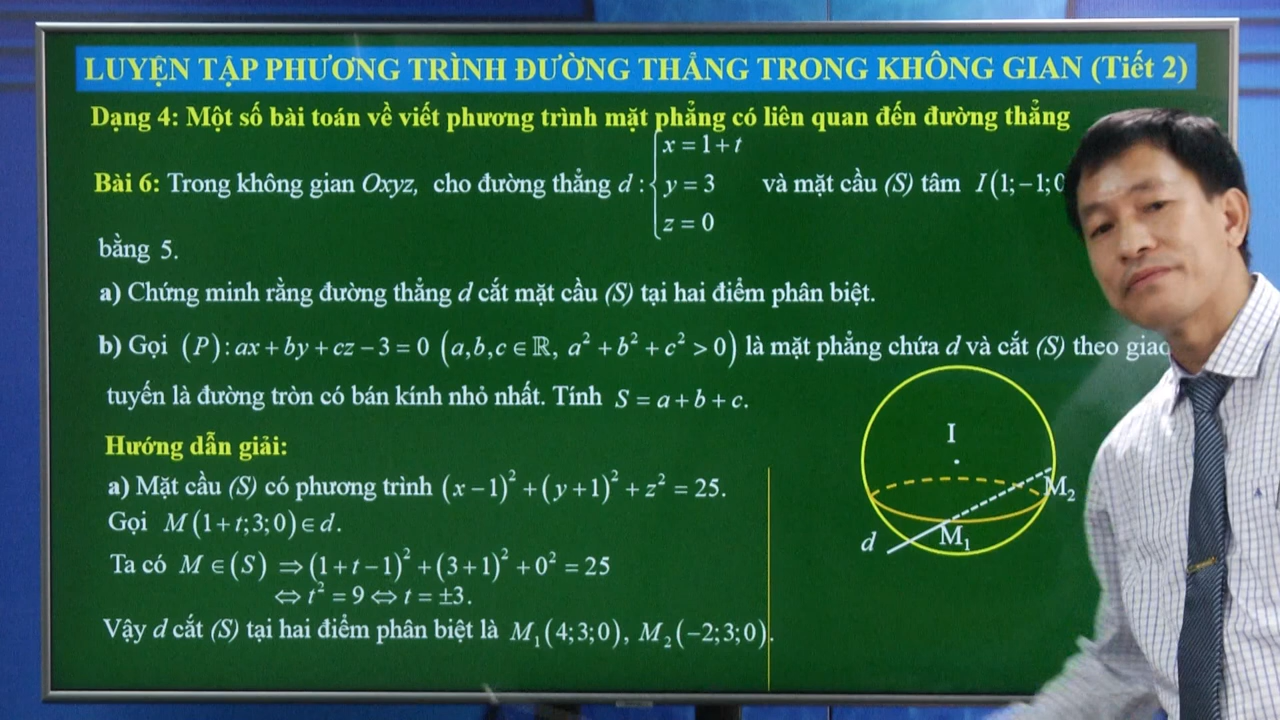 LUYỆN TẬP PHƯƠNG TRÌNH ĐƯỜNG THẲNG TRONG KHÔNG GIAN (Tiết 2)
Dạng 4: Một số bài toán về viết phương trình mặt phẳng có liên quan đến đường thẳng
Bài 6: Trong không gian Oxyz, cho đường thẳng d : { x = 1 + t
y = 3
z = 0 và mặt cầu (S) tâm I(1;−1;0
bằng 5.
a) Chứng minh rằng đường thẳng d cắt mặt cầu (S) tại hai điểm phân biệt.
b) Gọi (P): ax + by + cz − 3 = 0 (a,b,c ∈ ℝ, a² + b² + c² > 0) là mặt phẳng chứa d và cắt (S) theo giao
tuyến là đường tròn có bán kính nhỏ nhất. Tính S = a + b + c.
Hướng dẫn giải:
a) Mặt cầu (S) có phương trình (x − 1)² + (y + 1)² + z² = 25.
Gọi M(1 + t; 3; 0) ∈ d.
Ta có M ∈ (S) ⇒ (1 + t − 1)² + (3 + 1)² + 0² = 25
⇔ t² = 9 ⇔ t = ±3.
Vậy d cắt (S) tại hai điểm phân biệt là M₁(4;3;0), M₂(−2;3;0).
I
M₂
M₁
d